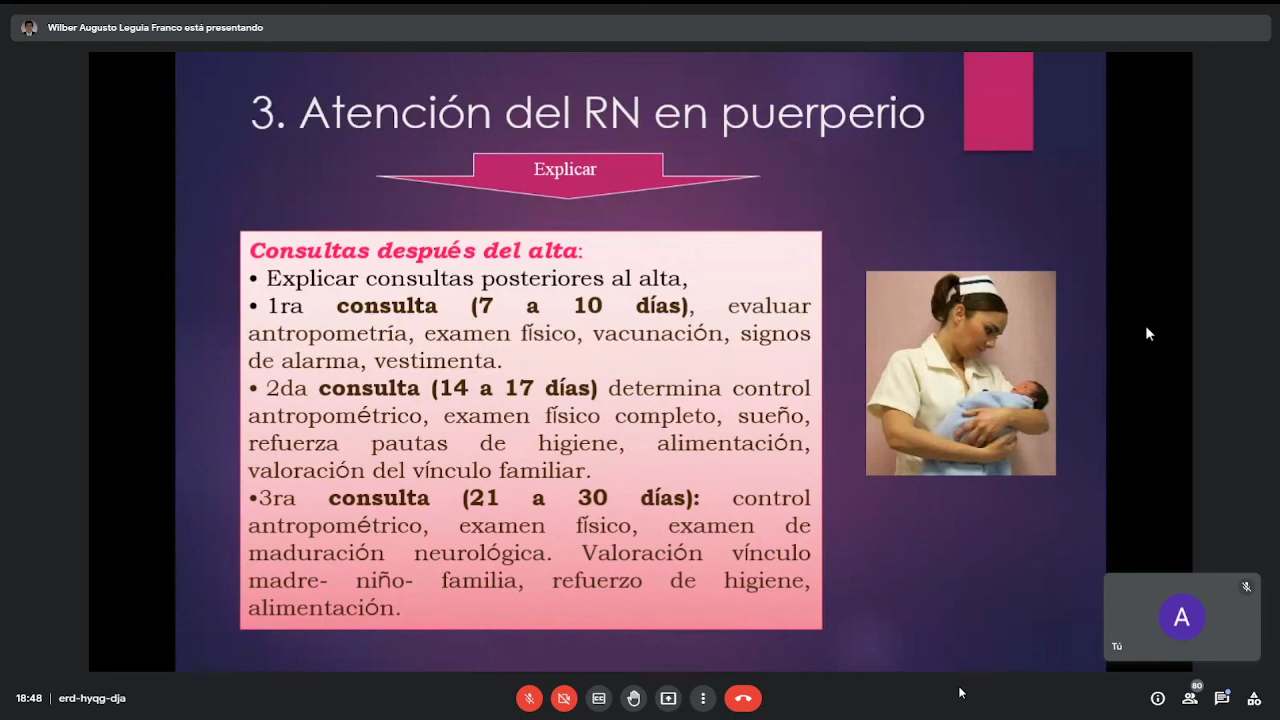 Wilber Augusto Leguia Franco está presentando
3. Atención del RN en puerperio
Explicar
Consultas después del alta:
• Explicar consultas posteriores al alta,
• 1ra consulta (7 a 10 días), evaluar
antropometría, examen físico, vacunación, signos
de alarma, vestimenta.
• 2da consulta (14 a 17 días) determina control
antropométrico, examen físico completo, sueño,
refuerza pautas de higiene, alimentación,
valoración del vínculo familiar.
•3ra consulta (21 a 30 días): control
antropométrico, examen físico, examen de
maduración neurológica. Valoración vínculo
madre- niño- familia, refuerzo de higiene,
alimentación.
A
Tú
18:48 | erd-hyqg-dja
80